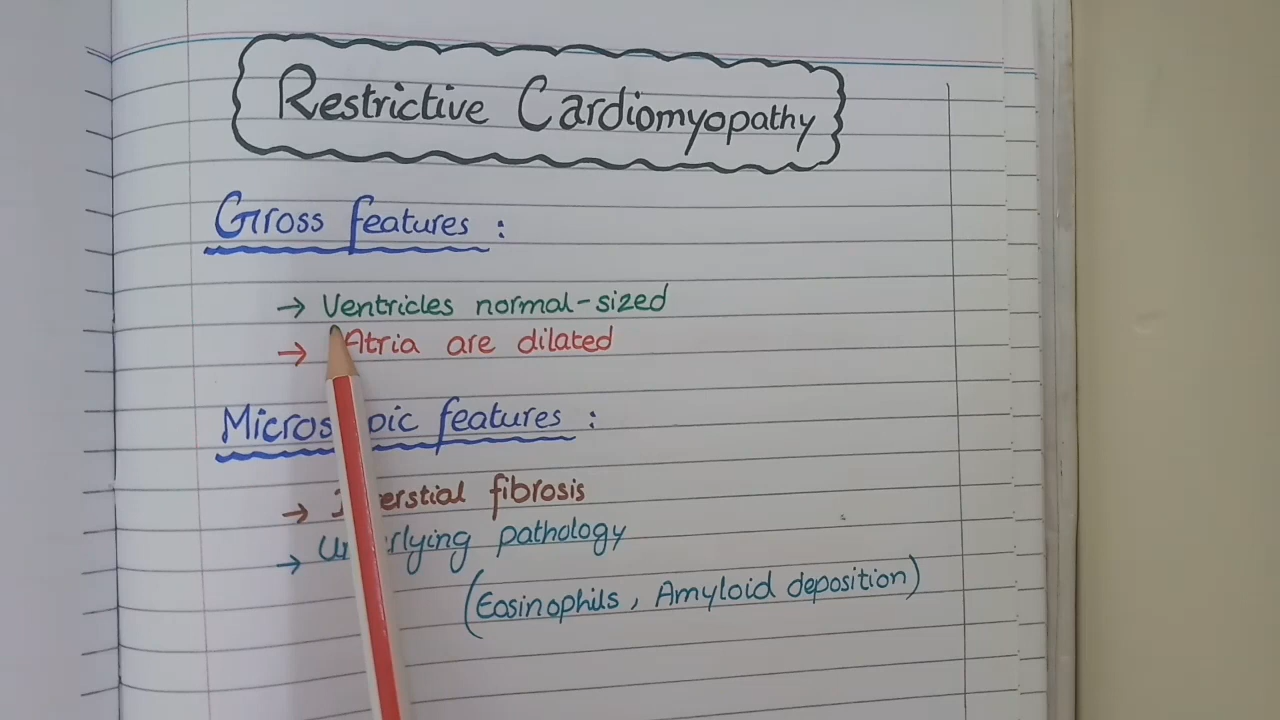 Restrictive Cardiomyopathy
Gross features :
→ Ventricles normal-sized
→ Atria are dilated
features :
→ fibrosis
→ pathology
(Eosinophils, Amyloid deposition)